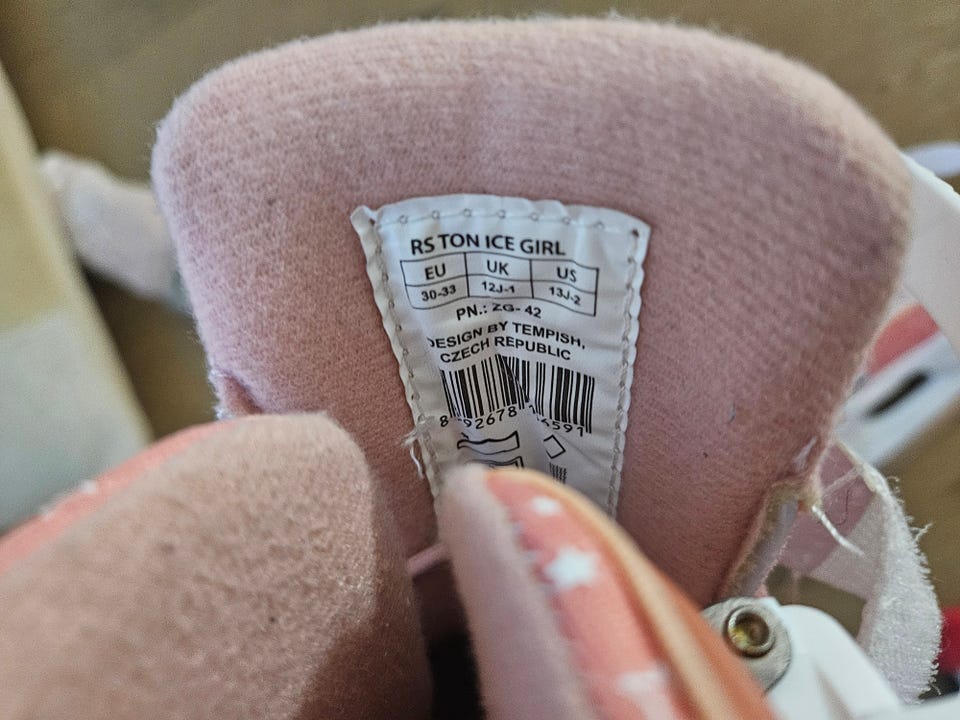 RS TON ICE GIRL
EU UK US
30-33 12J-1 13J-2
PN.: ZG- 42
DESIGN BY TEMPISH,
CZECH REPUBLIC